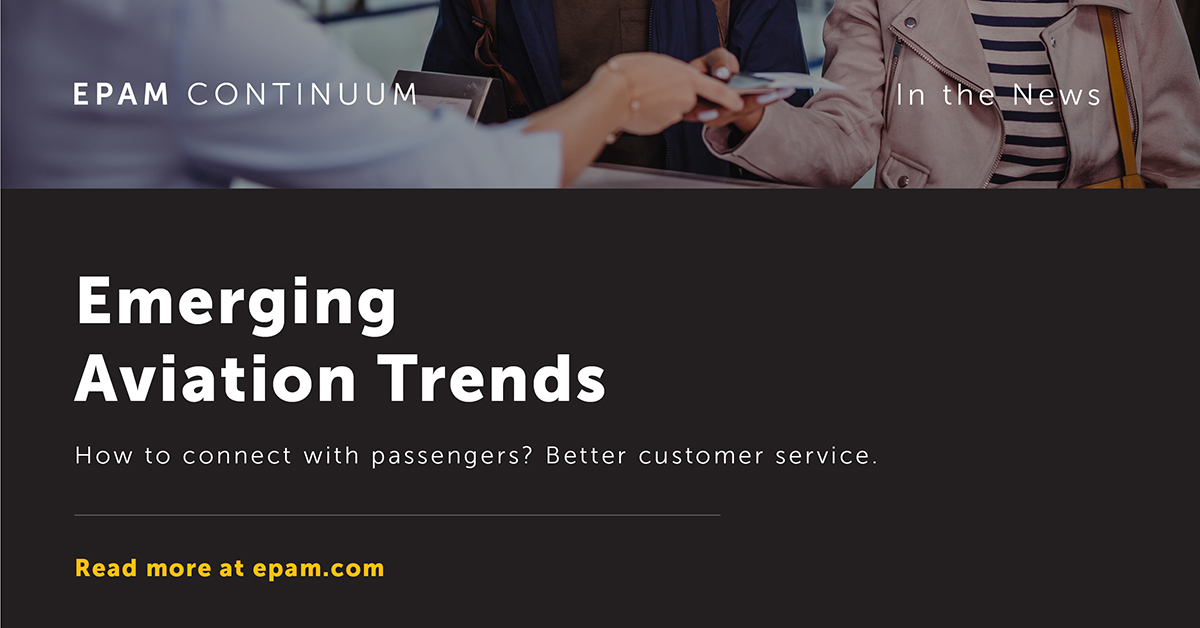 EPAM CONTINUUM
In the News
Emerging
Aviation Trends
How to connect with passengers? Better customer service.
Read more at epam.com